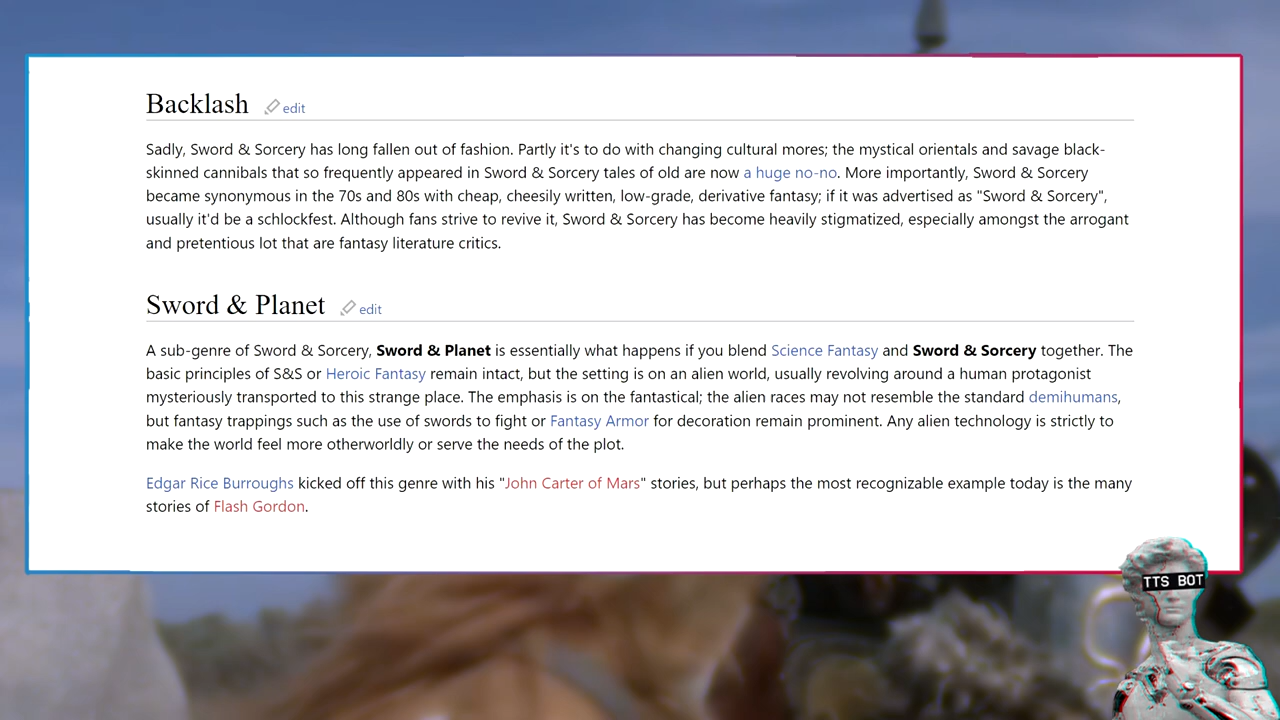 Backlash edit
Sadly, Sword & Sorcery has long fallen out of fashion. Partly it's to do with changing cultural mores; the mystical orientals and savage black-
skinned cannibals that so frequently appeared in Sword & Sorcery tales of old are now a huge no-no. More importantly, Sword & Sorcery
became synonymous in the 70s and 80s with cheap, cheesily written, low-grade, derivative fantasy; if it was advertised as "Sword & Sorcery",
usually it'd be a schlockfest. Although fans strive to revive it, Sword & Sorcery has become heavily stigmatized, especially amongst the arrogant
and pretentious lot that are fantasy literature critics.
Sword & Planet edit
A sub-genre of Sword & Sorcery, Sword & Planet is essentially what happens if you blend Science Fantasy and Sword & Sorcery together. The
basic principles of S&S or Heroic Fantasy remain intact, but the setting is on an alien world, usually revolving around a human protagonist
mysteriously transported to this strange place. The emphasis is on the fantastical; the alien races may not resemble the standard demihumans,
but fantasy trappings such as the use of swords to fight or Fantasy Armor for decoration remain prominent. Any alien technology is strictly to
make the world feel more otherworldly or serve the needs of the plot.
Edgar Rice Burroughs kicked off this genre with his "John Carter of Mars" stories, but perhaps the most recognizable example today is the many
stories of Flash Gordon.
TTS BOT